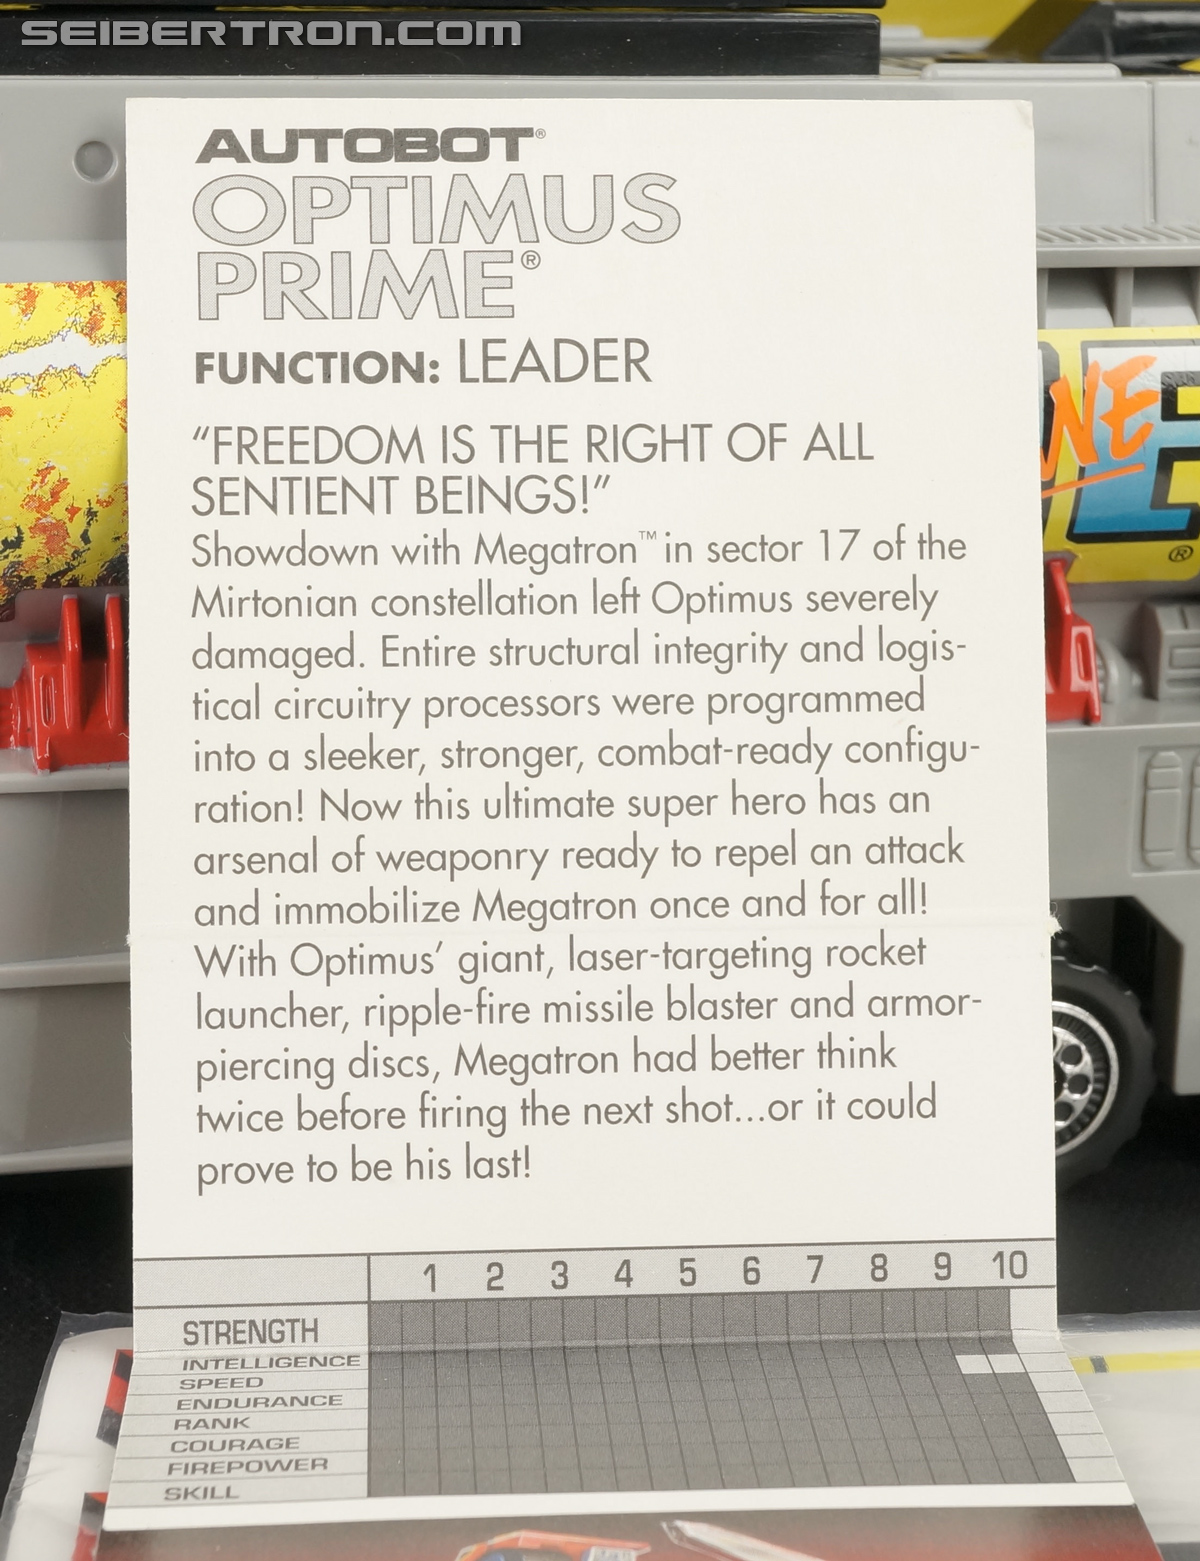 SEIBERTRON.COM
AUTOBOT®
OPTIMUS
PRIME®
FUNCTION: LEADER
“FREEDOM IS THE RIGHT OF ALL
SENTIENT BEINGS!”
Showdown with Megatron™ in sector 17 of the
Mirtonian constellation left Optimus severely
damaged. Entire structural integrity and logis-
tical circuitry processors were programmed
into a sleeker, stronger, combat-ready configu-
ration! Now this ultimate super hero has an
arsenal of weaponry ready to repel an attack
and immobilize Megatron once and for all!
With Optimus’ giant, laser-targeting rocket
launcher, ripple-fire missile blaster and armor-
piercing discs, Megatron had better think
twice before firing the next shot...or it could
prove to be his last!
1 2 3 4 5 6 7 8 9 10
STRENGTH
INTELLIGENCE
SPEED
ENDURANCE
RANK
COURAGE
FIREPOWER
SKILL